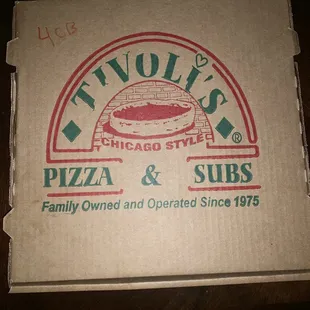 4CB
TIVOLI'S
®
CHICAGO STYLE
PIZZA & SUBS
Family Owned and Operated Since 1975